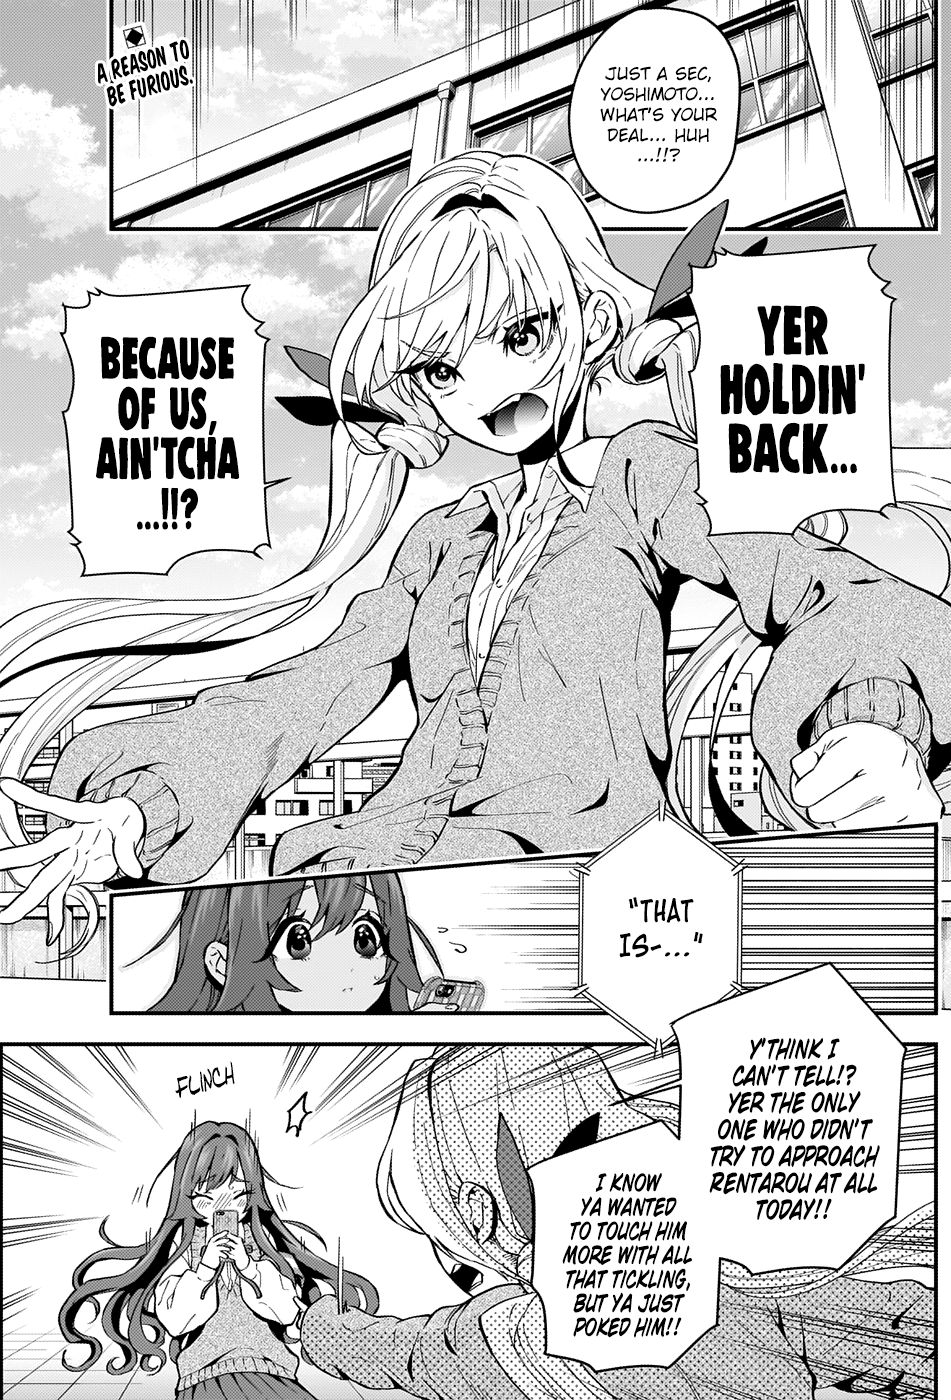 A REASON TO
BE FURIOUS.
JUST A SEC,
YOSHIMOTO...
WHAT'S YOUR
DEAL... HUH
...!!?
YER
HOLDIN'
BACK...
BECAUSE
OF US,
AIN'TCHA
...!!?
"THAT
IS-..."
Y'THINK I
CAN'T TELL!?
YER THE ONLY
ONE WHO DIDN'T
TRY TO APPROACH
RENTAROU AT ALL
TODAY!!
FLINCH
I KNOW
YA WANTED
TO TOUCH HIM
MORE WITH ALL
THAT TICKLING,
BUT YA JUST
POKED HIM!!